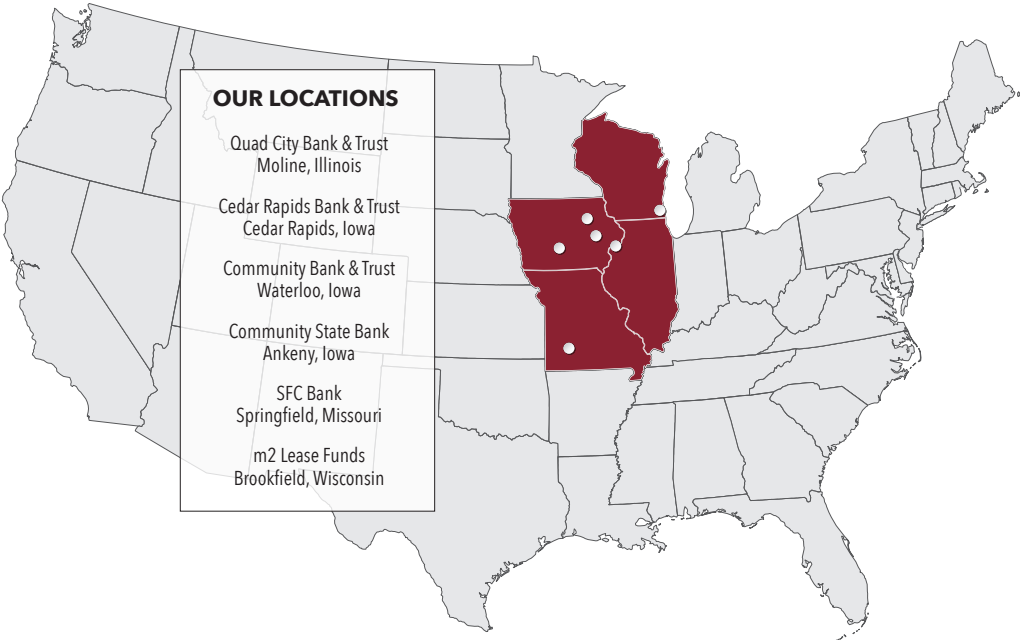 OUR LOCATIONS
Quad City Bank & Trust
Moline, Illinois
Cedar Rapids Bank & Trust
Cedar Rapids, Iowa
Community Bank & Trust
Waterloo, Iowa
Community State Bank
Ankeny, Iowa
SFC Bank
Springfield, Missouri
m2 Lease Funds
Brookfield, Wisconsin